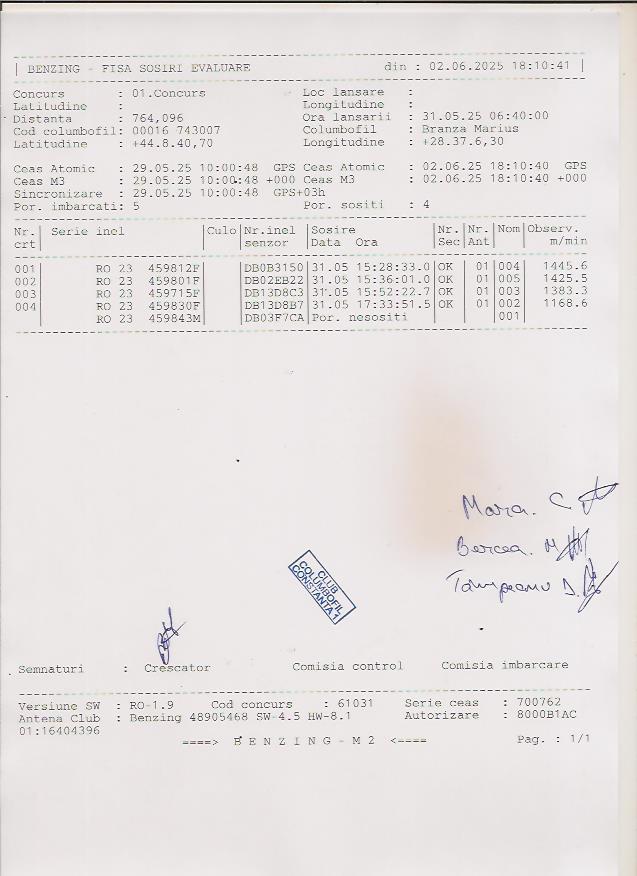 BENZING - FISA SOSIRI EVALUARE din : 02.06.2025 18:10:41
Concurs : 01.Concurs Loc lansare :
Latitudine : Longitudine :
Distanta : 764,096 Ora lansarii : 31.05.25 06:40:00
Cod columbofil: 00016 743007 Columbofil : Branza Marius
Latitudine : +44.8.40,70 Longitudine : +28.37.6,30
Ceas Atomic : 29.05.25 10:00:48 GPS Ceas Atomic : 02.06.25 18:10:40 GPS
Ceas M3 : 29.05.25 10:00:48 +000 Ceas M3 : 02.06.25 18:10:40 +000
Sincronizare : 29.05.25 10:00:48 GPS+03h
Por. imbarcati: 5 Por. sositi : 4
Nr.| Serie inel |Culo|Nr.inel|Sosire |Nr.|Nr.|Nom|Observ.
crt| | |senzor |Data Ora |Sec|Ant| | m/min
001| RO 23 459812F| |DB0B3150|31.05 15:28:33.0|OK | 01|004| 1445.6
002| RO 23 459801F| |DB02EB22|31.05 15:36:01.0|OK | 01|005| 1425.5
003| RO 23 459715F| |DB13D8C3|31.05 15:52:22.7|OK | 01|003| 1383.3
004| RO 23 459830F| |DB13D8B7|31.05 17:33:51.5|OK | 01|002| 1168.6
RO 23 459843M| |DB03F7CA|Por. nesositi | | |001|
Mara. C
Bercea. M
CLUB
COLUMBOFIL
CONSTANTA 1
Semnaturi : Crescator Comisia control Comisia imbarcare
Versiune SW : RO-1.9 Cod concurs : 61031 Serie ceas : 700762
Antena Club : Benzing 48905468 SW-4.5 HW-8.1 Autorizare : 8000B1AC
01:16404396
====> B E N Z I N G - M 2 <==== Pag. : 1/1